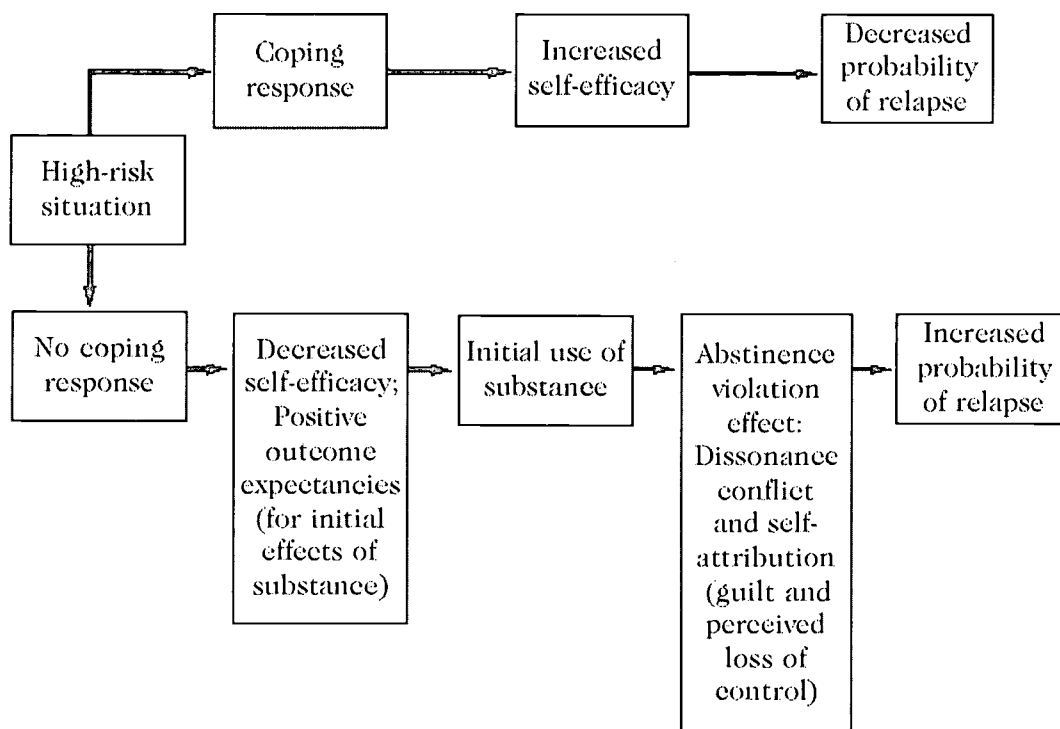 Coping
response
Increased
self-efficacy
Decreased
probability
of relapse
High-risk
situation
No coping
response
Decreased
self-efficacy;
Positive
outcome
expectancies
(for initial
effects of
substance)
Initial use of
substance
Abstinence
violation
effect:
Dissonance
conflict
and self-
attribution
(guilt and
perceived
loss of
control)
Increased
probability
of relapse